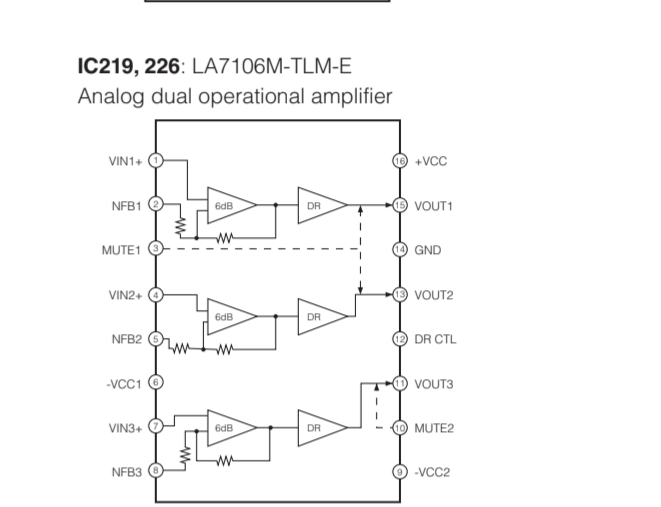 IC219, 226: LA7106M-TLM-E
Analog dual operational amplifier
VIN1+ 1 16 +VCC
NFB1 2 6dB DR 15 VOUT1
MUTE1 3 14 GND
VIN2+ 4 13 VOUT2
6dB DR
NFB2 5 12 DR CTL
-VCC1 6 11 VOUT3
VIN3+ 7 6dB DR 10 MUTE2
NFB3 8 9 -VCC2